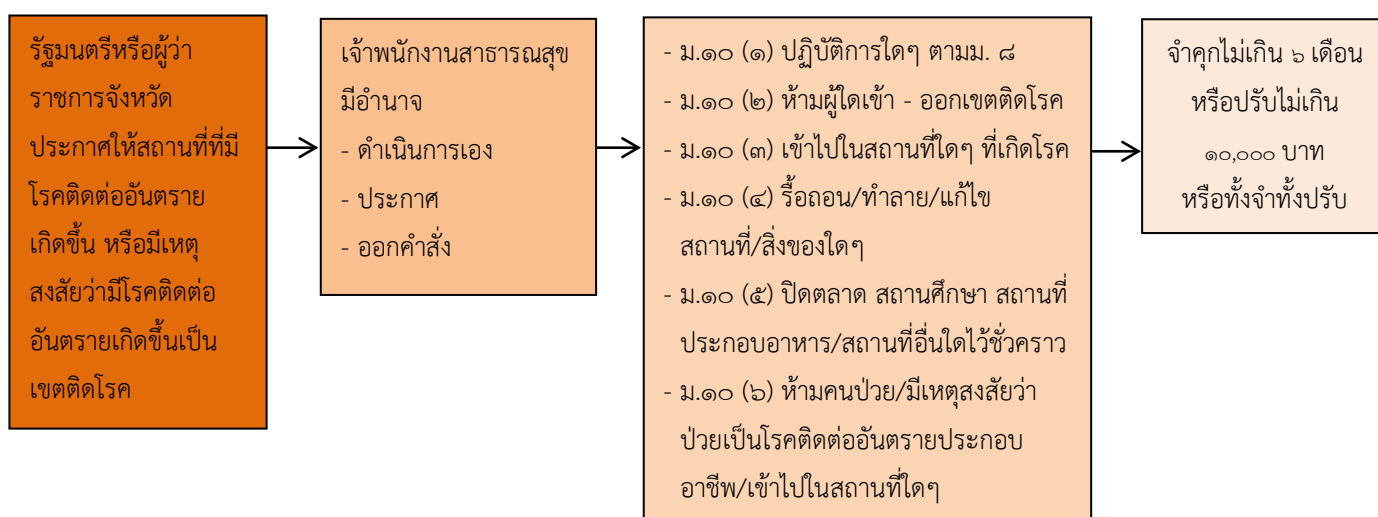 รัฐมนตรีหรือผู้ว่า
ราชการจังหวัด
ประกาศให้สถานที่ที่มี
โรคติดต่ออันตราย
เกิดขึ้น หรือมีเหตุ
สงสัยว่ามีโรคติดต่อ
อันตรายเกิดขึ้นเป็น
เขตติดโรค
เจ้าพนักงานสาธารณสุข
มีอำนาจ
- ดำเนินการเอง
- ประกาศ
- ออกคำสั่ง
- ม.๑๐ (๑) ปฏิบัติการใดๆ ตามม. ๘
- ม.๑๐ (๒) ห้ามผู้ใดเข้า - ออกเขตติดโรค
- ม.๑๐ (๓) เข้าไปในสถานที่ใดๆ ที่เกิดโรค
- ม.๑๐ (๔) รื้อถอน/ทำลาย/แก้ไข
สถานที่/สิ่งของใดๆ
- ม.๑๐ (๕) ปิดตลาด สถานศึกษา สถานที่
ประกอบอาหาร/สถานที่อื่นใดไว้ชั่วคราว
- ม.๑๐ (๖) ห้ามคนป่วย/มีเหตุสงสัยว่า
ป่วยเป็นโรคติดต่ออันตรายประกอบ
อาชีพ/เข้าไปในสถานที่ใดๆ
จำคุกไม่เกิน ๖ เดือน
หรือปรับไม่เกิน
๑๐,๐๐๐ บาท
หรือทั้งจำทั้งปรับ